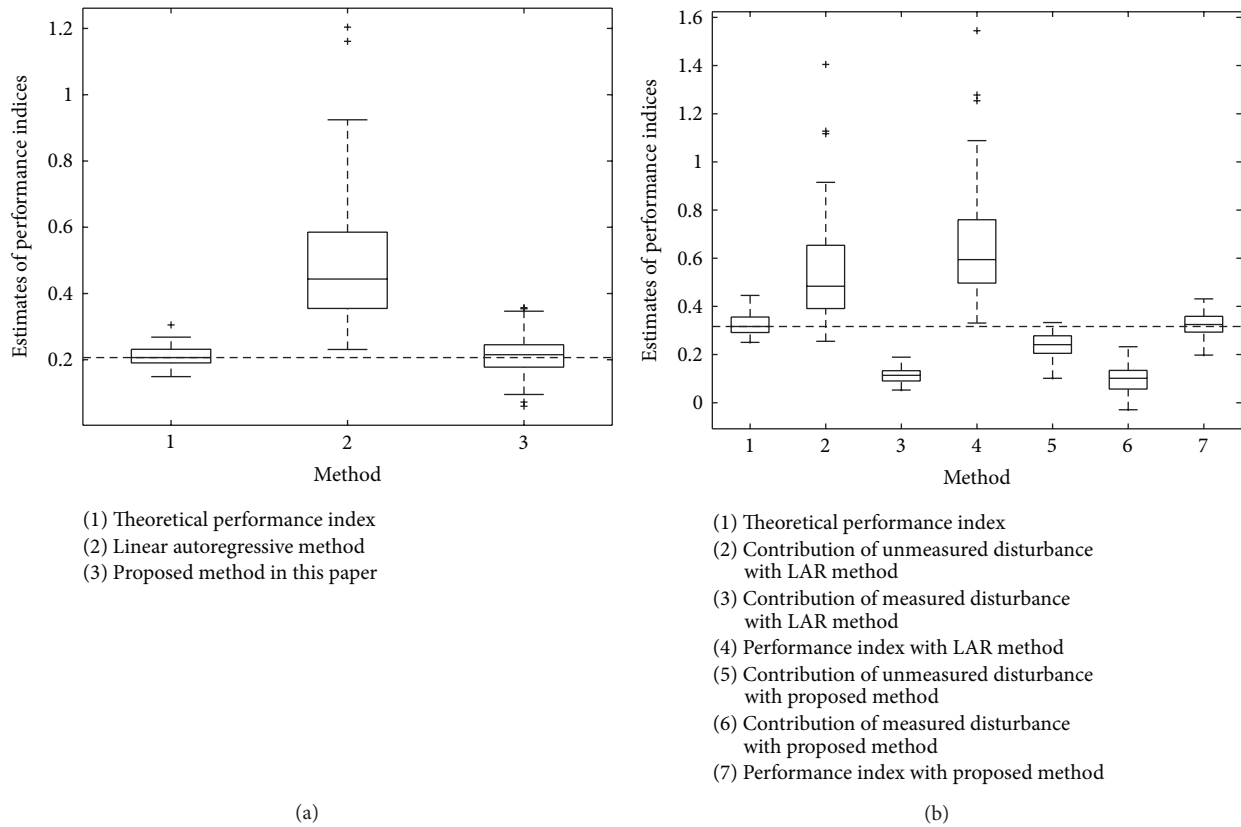 Estimates of performance indices
1.2
1
0.8
0.6
0.4
0.2
1
2
3
Method
(1) Theoretical performance index
(2) Linear autoregressive method
(3) Proposed method in this paper
(a)
Estimates of performance indices
1.6
1.4
1.2
1
0.8
0.6
0.4
0.2
0
1
2
3
4
5
6
7
Method
(1) Theoretical performance index
(2) Contribution of unmeasured disturbance
with LAR method
(3) Contribution of measured disturbance
with LAR method
(4) Performance index with LAR method
(5) Contribution of unmeasured disturbance
with proposed method
(6) Contribution of measured disturbance
with proposed method
(7) Performance index with proposed method
(b)